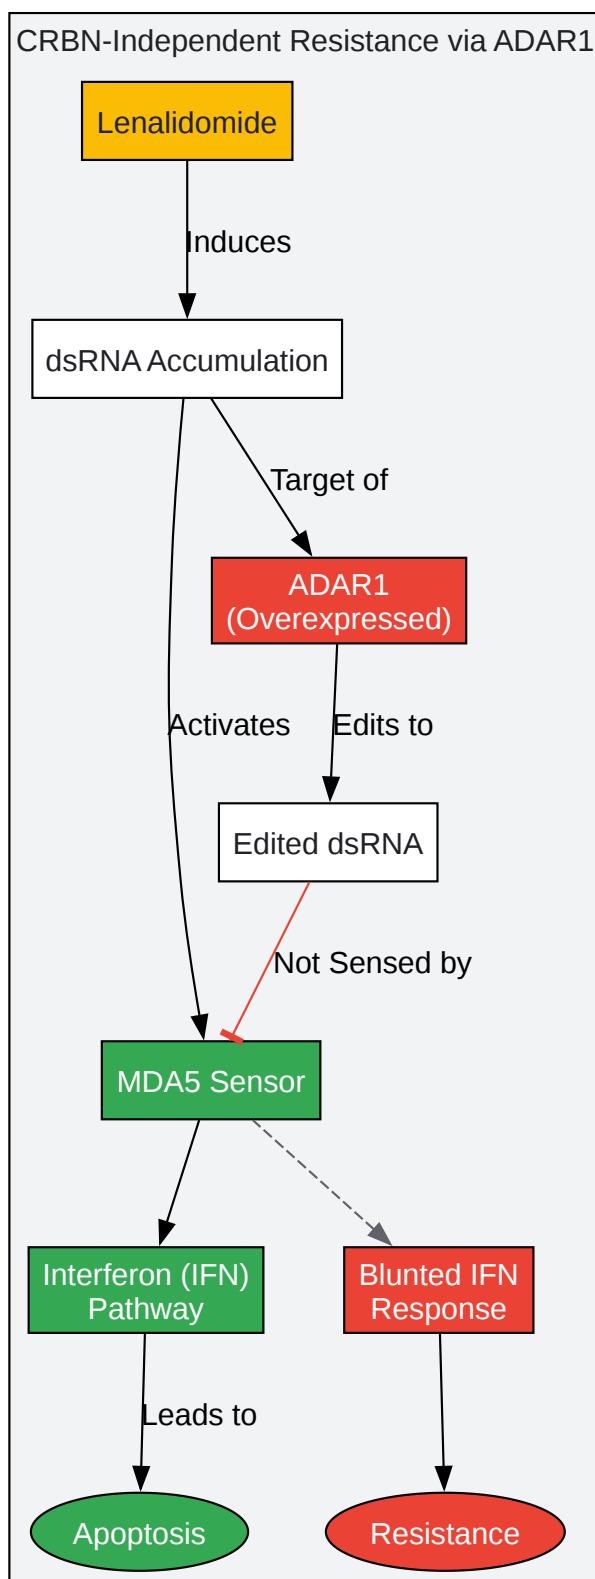 CRBN-Independent Resistance via ADAR1
Lenalidomide
Induces
dsRNA Accumulation
Target of
ADAR1
(Overexpressed)
Activates
Edits to
Edited dsRNA
Not Sensed by
MDA5 Sensor
Interferon (IFN)
Pathway
Blunted IFN
Response
Leads to
Apoptosis
Resistance